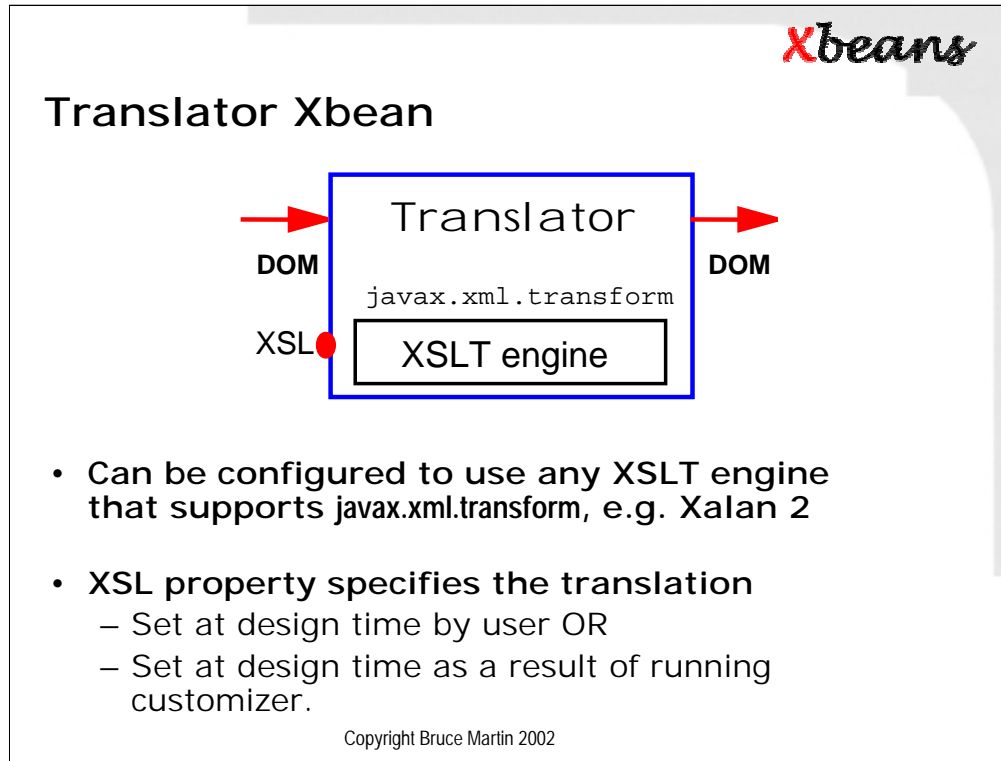 Xbeans
Translator Xbean
Translator
DOM
DOM
javax.xml.transform
XSL
XSLT engine
• Can be configured to use any XSLT engine
that supports javax.xml.transform, e.g. Xalan 2
• XSL property specifies the translation
– Set at design time by user OR
– Set at design time as a result of running
customizer.
Copyright Bruce Martin 2002